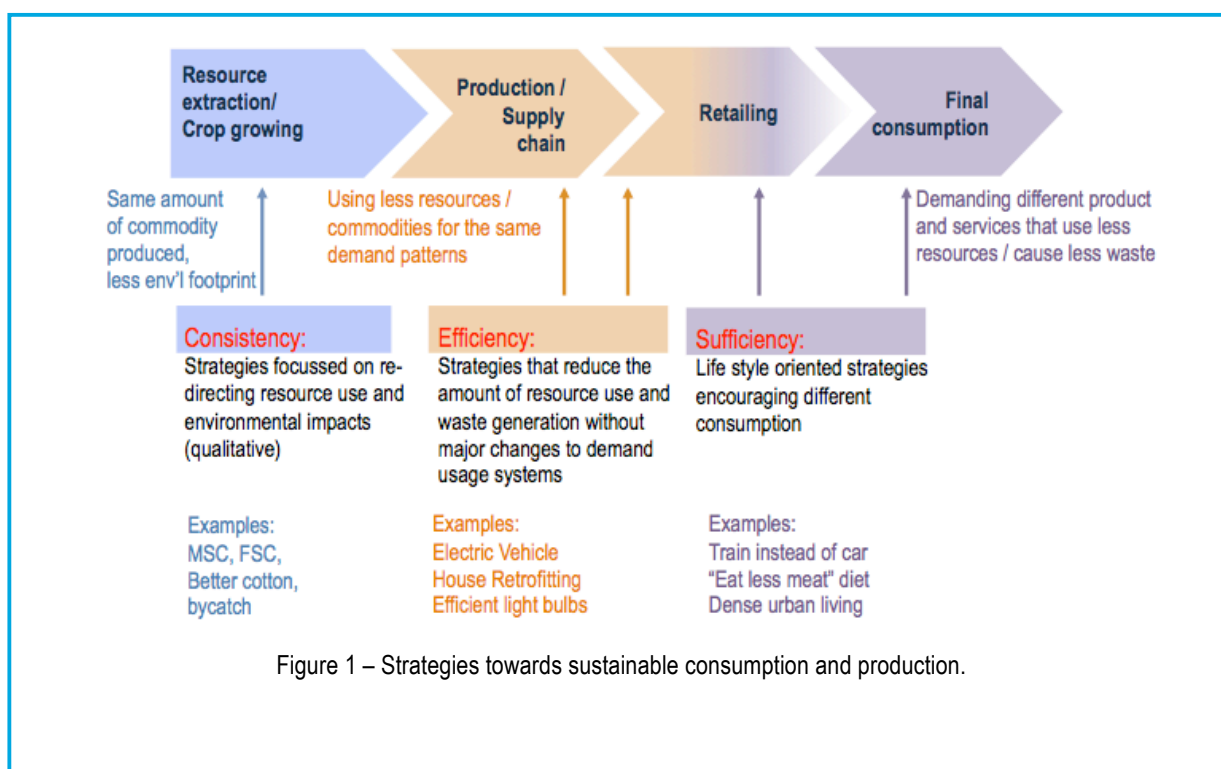 Resource
extraction/
Crop growing
Production /
Supply
chain
Retailing
Final
consumption
Same amount
of commodity
produced,
less env'l footprint
Using less resources /
commodities for the same
demand patterns
Demanding different product
and services that use less
resources / cause less waste
Consistency:
Strategies focussed on re-
directing resource use and
environmental impacts
(qualitative)
Examples:
MSC, FSC,
Better cotton,
bycatch
Efficiency:
Strategies that reduce the
amount of resource use and
waste generation without
major changes to demand
usage systems
Examples:
Electric Vehicle
House Retrofitting
Efficient light bulbs
Sufficiency:
Life style oriented strategies
encouraging different
consumption
Examples:
Train instead of car
"Eat less meat" diet
Dense urban living
Figure 1 – Strategies towards sustainable consumption and production.